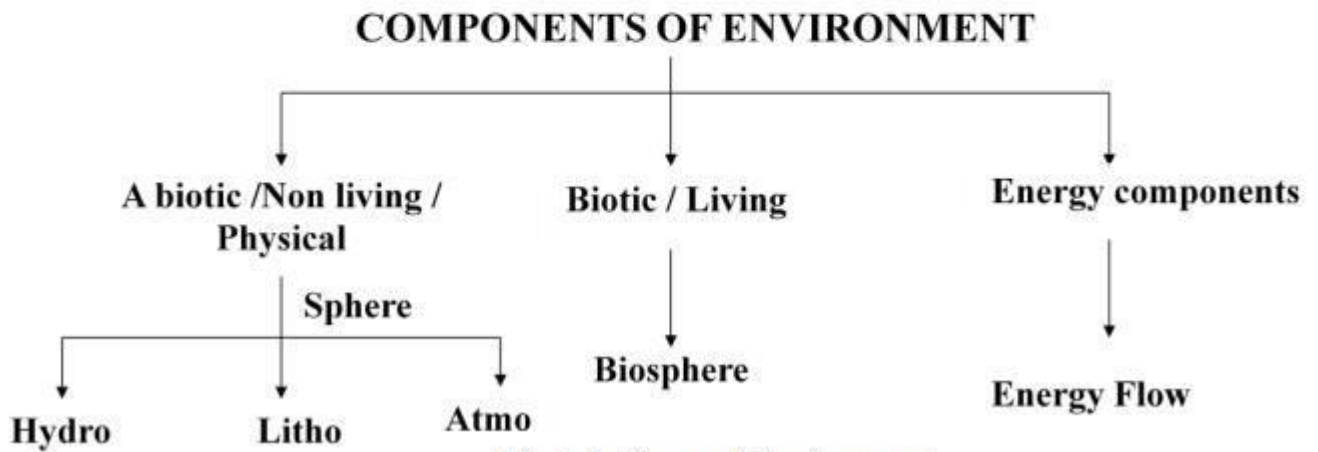 COMPONENTS OF ENVIRONMENT
A biotic /Non living /
Physical
Biotic / Living
Energy components
Sphere
Hydro
Litho
Atmo
Biosphere
Energy Flow